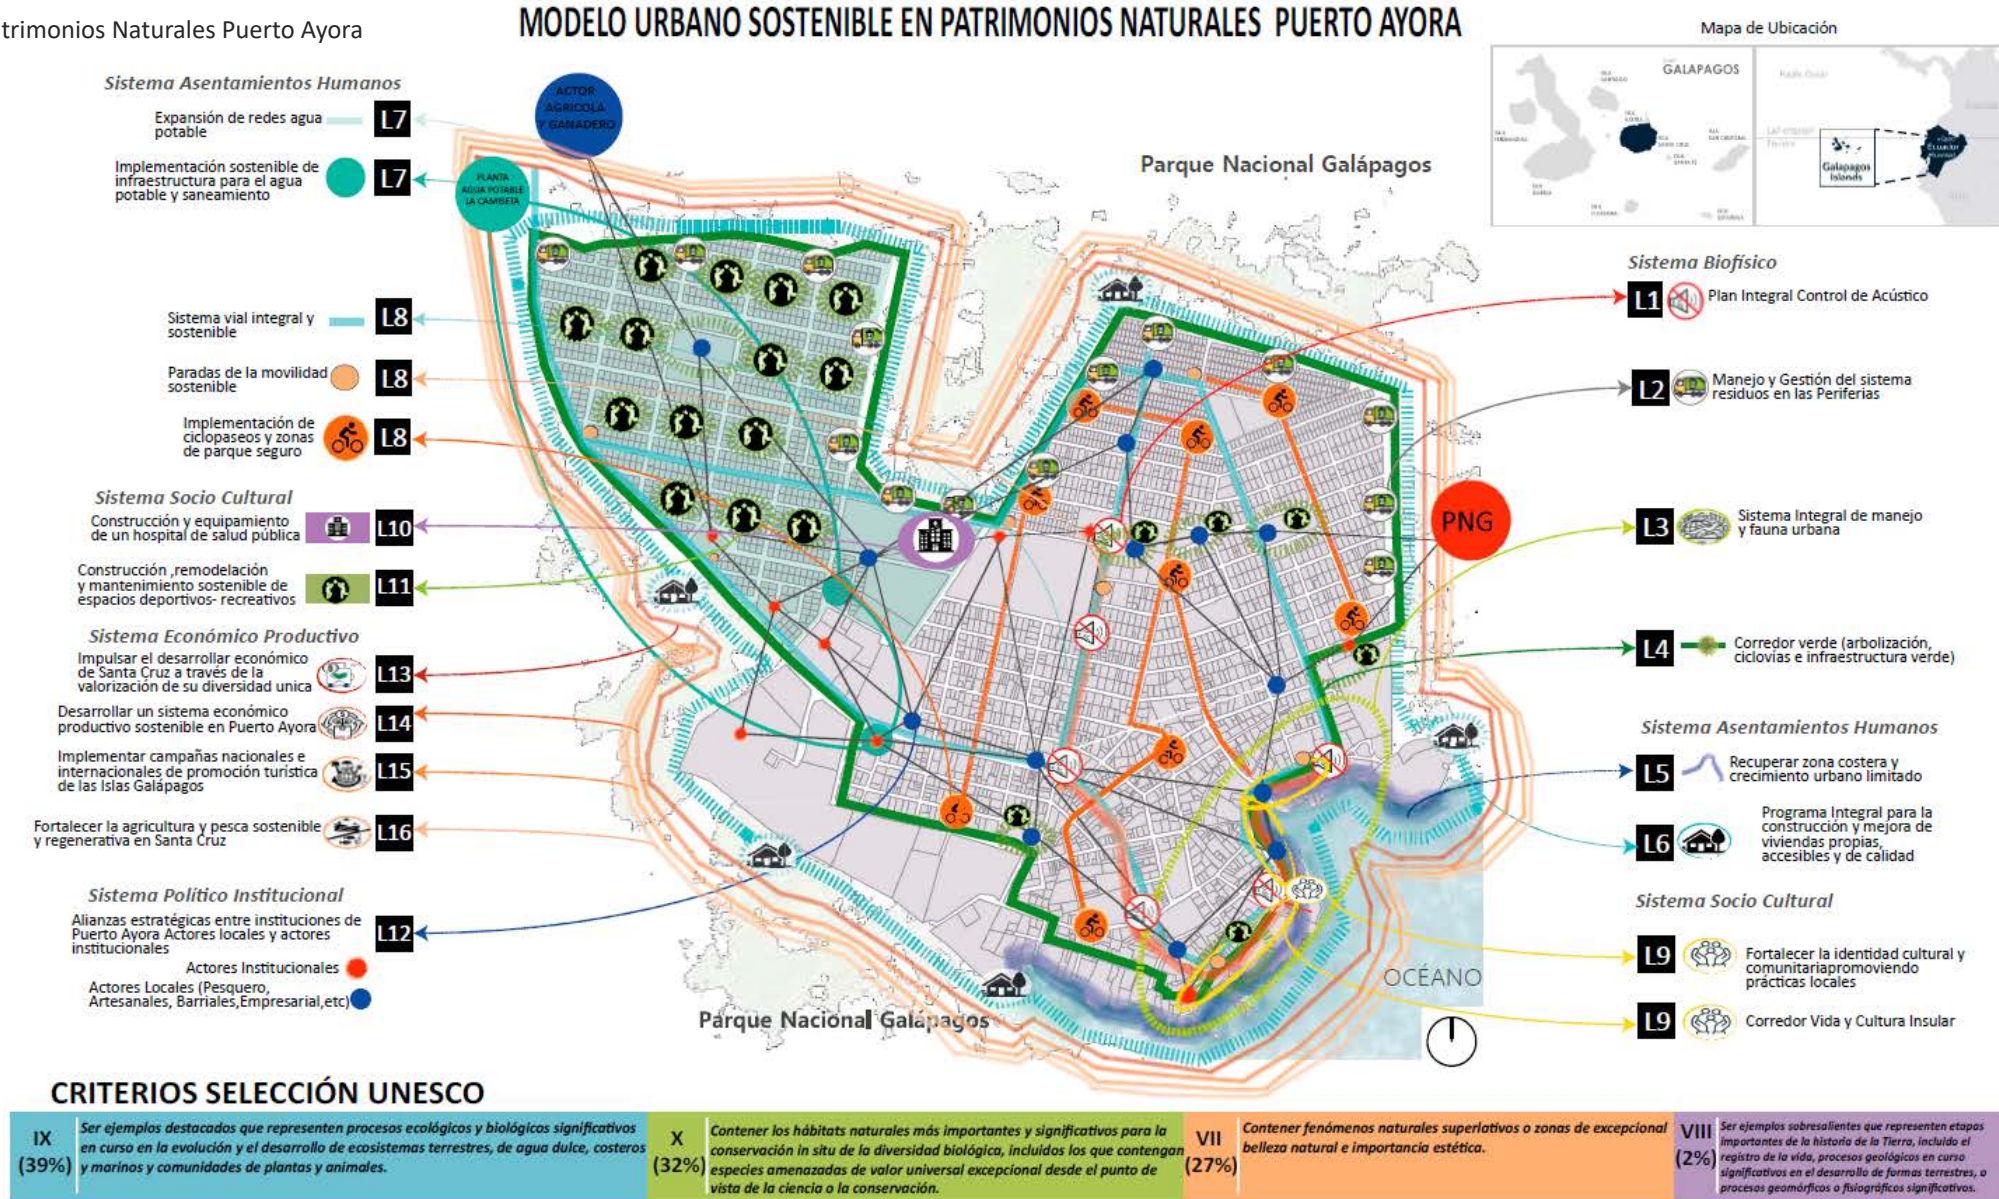 trimonios Naturales Puerto Ayora
MODELO URBANO SOSTENIBLE EN PATRIMONIOS NATURALES PUERTO AYORA
Mapa de Ubicación
GALAPAGOS
Galapagos
Islands
Ecuador
Sistema Asentamientos Humanos
Expansión de redes agua
potable
L7
Implementación sostenible de
infraestructura para el agua
potable y saneamiento
L7
Sistema vial integral y
sostenible
L8
Paradas de la movilidad
sostenible
L8
Implementación de
ciclopaseos y zonas
de parque seguro
L8
Sistema Socio Cultural
Construcción y equipamiento
de un hospital de salud pública
L10
Construcción ,remodelación
y mantenimiento sostenible de
espacios deportivos- recreativos
L11
Sistema Económico Productivo
Impulsar el desarrollar económico
de Santa Cruz a través de la
valorización de su diversidad unica
L13
Desarrollar un sistema económico
productivo sostenible en Puerto Ayora
L14
Implementar campañas nacionales e
internacionales de promoción turística
de las Islas Galápagos
L15
Fortalecer la agricultura y pesca sostenible
y regenerativa en Santa Cruz
L16
Sistema Político Institucional
Alianzas estratégicas entre instituciones de
Puerto Ayora Actores locales y actores
institucionales
L12
Actores Institucionales
Actores Locales (Pesquero,
Artesanales, Barriales,Empresarial,etc)
ACTOR
AGRICOLA
Y GANADERO
PLANTA
AGUA POTABLE
LA CAMISETA
Parque Nacional Galápagos
PNG
OCÉANO
Parque Nacional Galápagos
Sistema Biofísico
L1
Plan Integral Control de Acústico
L2
Manejo y Gestión del sistema
residuos en las Periferias
L3
Sistema Integral de manejo
y fauna urbana
L4
Corredor verde (arbolización,
ciclovías e infraestructura verde)
Sistema Asentamientos Humanos
L5
Recuperar zona costera y
crecimiento urbano limitado
L6
Programa Integral para la
construcción y mejora de
viviendas propias,
accesibles y de calidad
Sistema Socio Cultural
L9
Fortalecer la identidad cultural y
comunitariapromoviendo
prácticas locales
L9
Corredor Vida y Cultura Insular
CRITERIOS SELECCIÓN UNESCO
IX
(39%)
Ser ejemplos destacados que representen procesos ecológicos y biológicos significativos
en curso en la evolución y el desarrollo de ecosistemas terrestres, de agua dulce, costeros
y marinos y comunidades de plantas y animales.
X
(32%)
Contener los hábitats naturales más importantes y significativos para la
conservación in situ de la diversidad biológica, incluidos los que contengan
especies amenazadas de valor universal excepcional desde el punto de
vista de la ciencia o la conservación.
VII
(27%)
Contener fenómenos naturales superlativos o zonas de excepcional
belleza natural e importancia estética.
VIII
(2%)
Ser ejemplos sobresalientes que representen etapas
importantes de la historia de la Tierra, incluido el
registro de la vida, procesos geológicos en curso
significativos en el desarrollo de formas terrestres, o
procesos geomórficos o fisiográficos significativos.